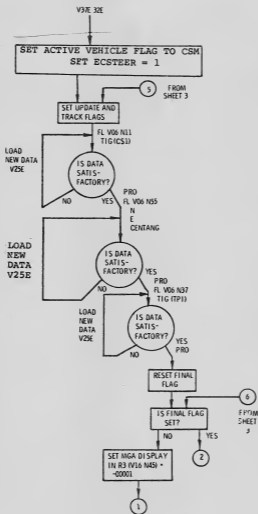 V37E 32E
SET ACTIVE VEHICLE FLAG TO CSM
SET ECSTEER = 1
5
FROM
SHEET 3
SET UPDATE AND
TRACK FLAGS
FL V06 N11
TIG (CSI)
LOAD
NEW DATA
V25E
IS DATA
SATIS-
FACTORY?
NO
YES
PRO
FL V06 N55
N
E
CENTANG
LOAD
NEW
DATA
V25E
IS DATA
SATIS-
FACTORY?
NO
YES
PRO
FL V06 N37
TIG (TPI)
LOAD
NEW DATA
V25E
IS DATA
SATIS-
FACTORY?
NO
YES
PRO
RESET FINAL
FLAG
6
FROM
SHEET
3
IS FINAL FLAG
SET?
NO
YES
2
SET MGA DISPLAY
IN R3 (V16 N45) =
-00001
1